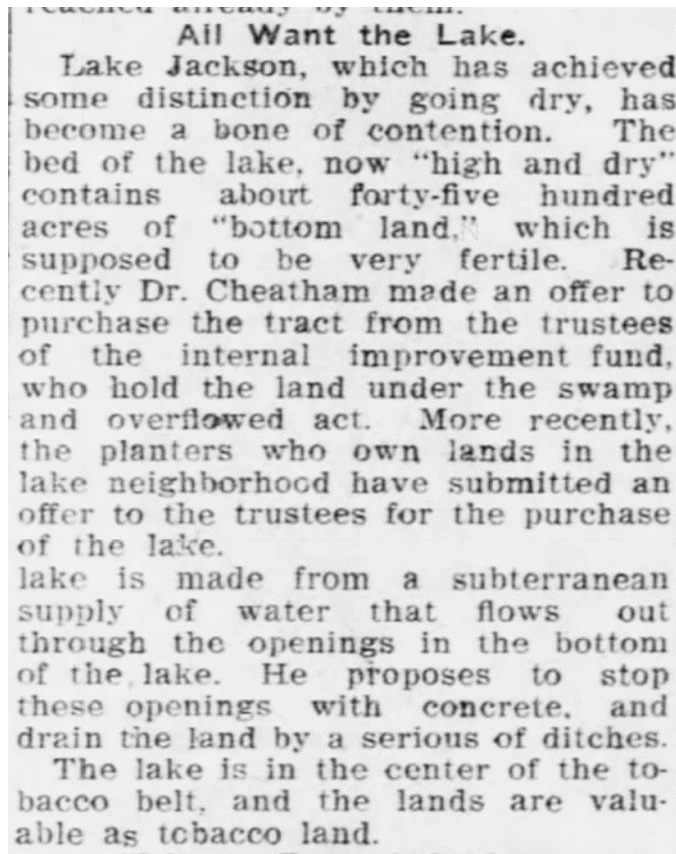 All Want the Lake.
Lake Jackson, which has achieved
some distinction by going dry, has
become a bone of contention. The
bed of the lake, now "high and dry"
contains about forty-five hundred
acres of "bottom land," which is
supposed to be very fertile. Re-
cently Dr. Cheatham made an offer to
purchase the tract from the trustees
of the internal improvement fund,
who hold the land under the swamp
and overflowed act. More recently,
the planters who own lands in the
lake neighborhood have submitted an
offer to the trustees for the purchase
of the lake.
lake is made from a subterranean
supply of water that flows out
through the openings in the bottom
of the lake. He proposes to stop
these openings with concrete, and
drain the land by a serious of ditches.
The lake is in the center of the to-
bacco belt, and the lands are valu-
able as tobacco land.